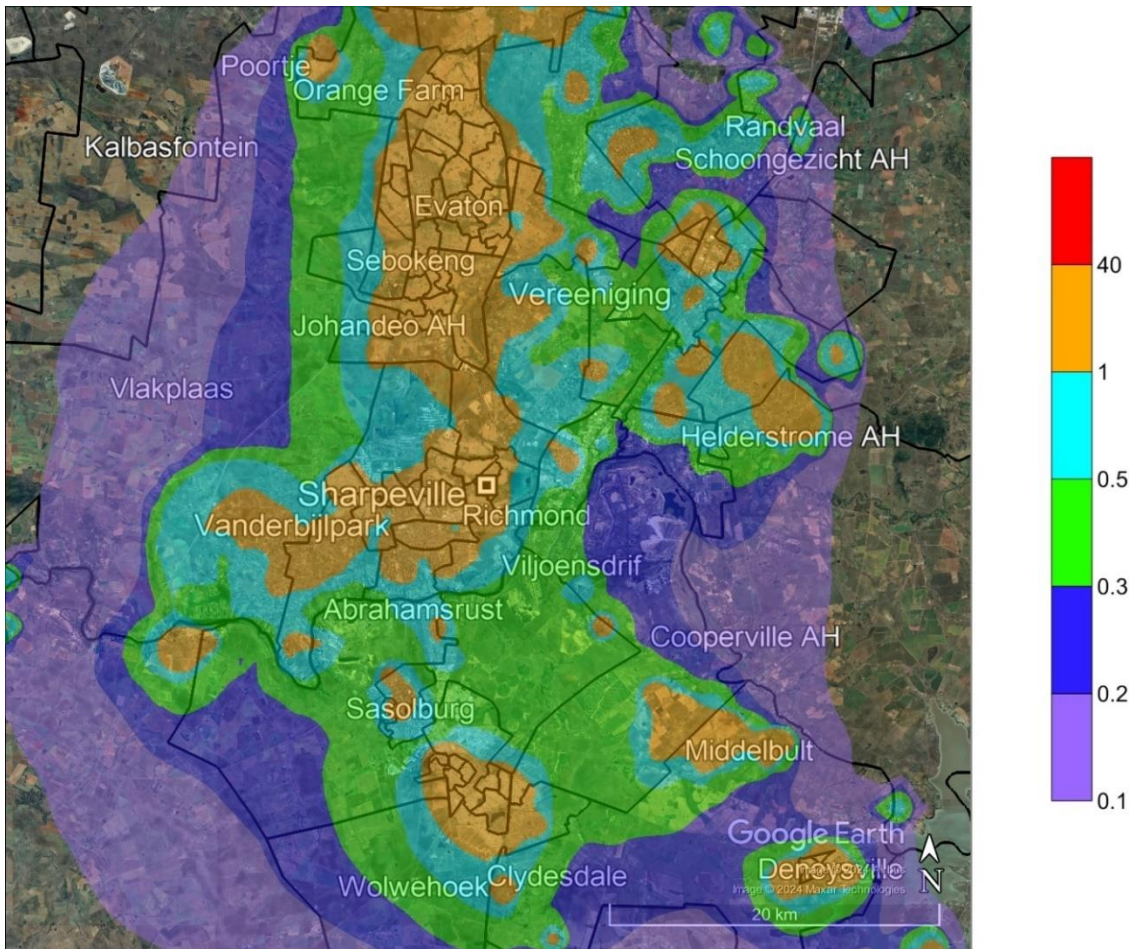 Poortje
Orange Farm
Kalbasfontein
Randvaal
Schoongezicht AH
Evaton
Sebokeng
Vereeniging
Johandeo AH
Vlakplaas
Helderstrome AH
Sharpeville
Vanderbijlpark
Richmond
Viljoensdrif
Abrahamsrust
Cooperville AH
Sasolburg
Middelbult
Google Earth
Deneysville
Image © 2024 Maxar Technologies
Wolwehoek
Clydesdale
N
20 km
40
1
0.5
0.3
0.2
0.1